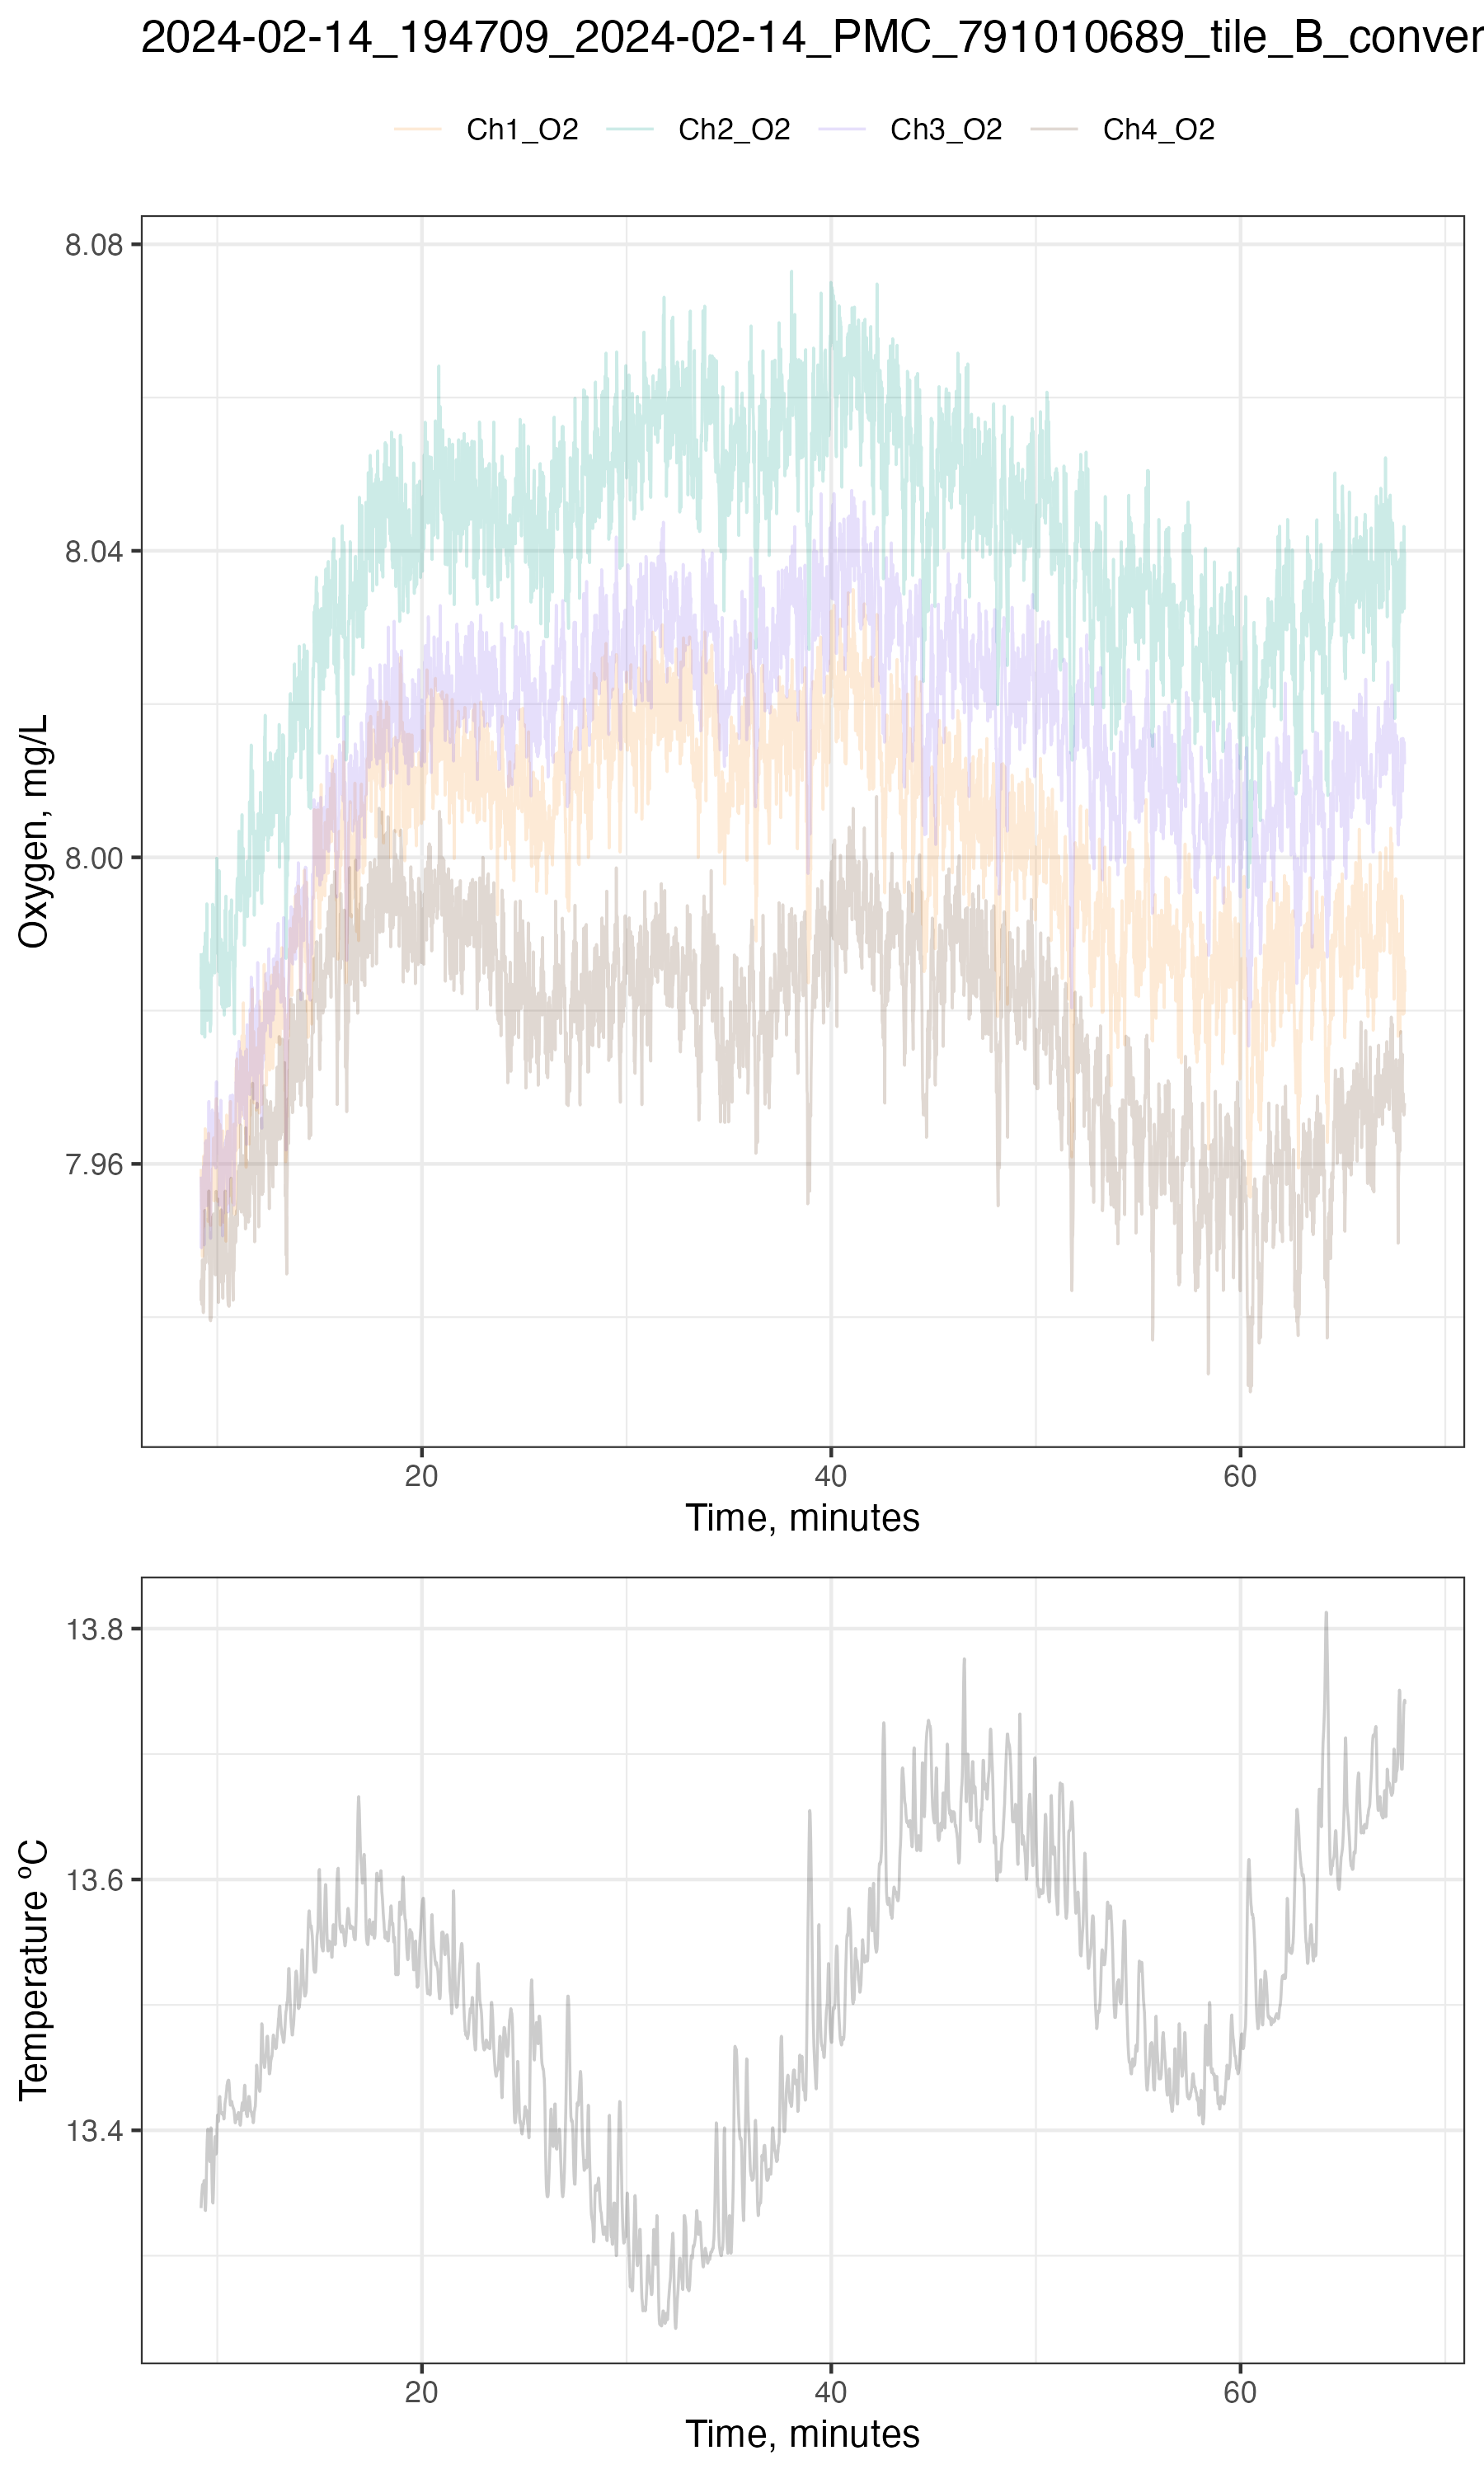 2024-02-14_194709_2024-02-14_PMC_791010689_tile_B_conver
Ch1_O2 Ch2_O2 Ch3_O2 Ch4_O2
8.08
8.04
8.00
7.96
Oxygen, mg/L
20 40 60
Time, minutes
13.8
13.6
13.4
Temperature ºC
20 40 60
Time, minutes